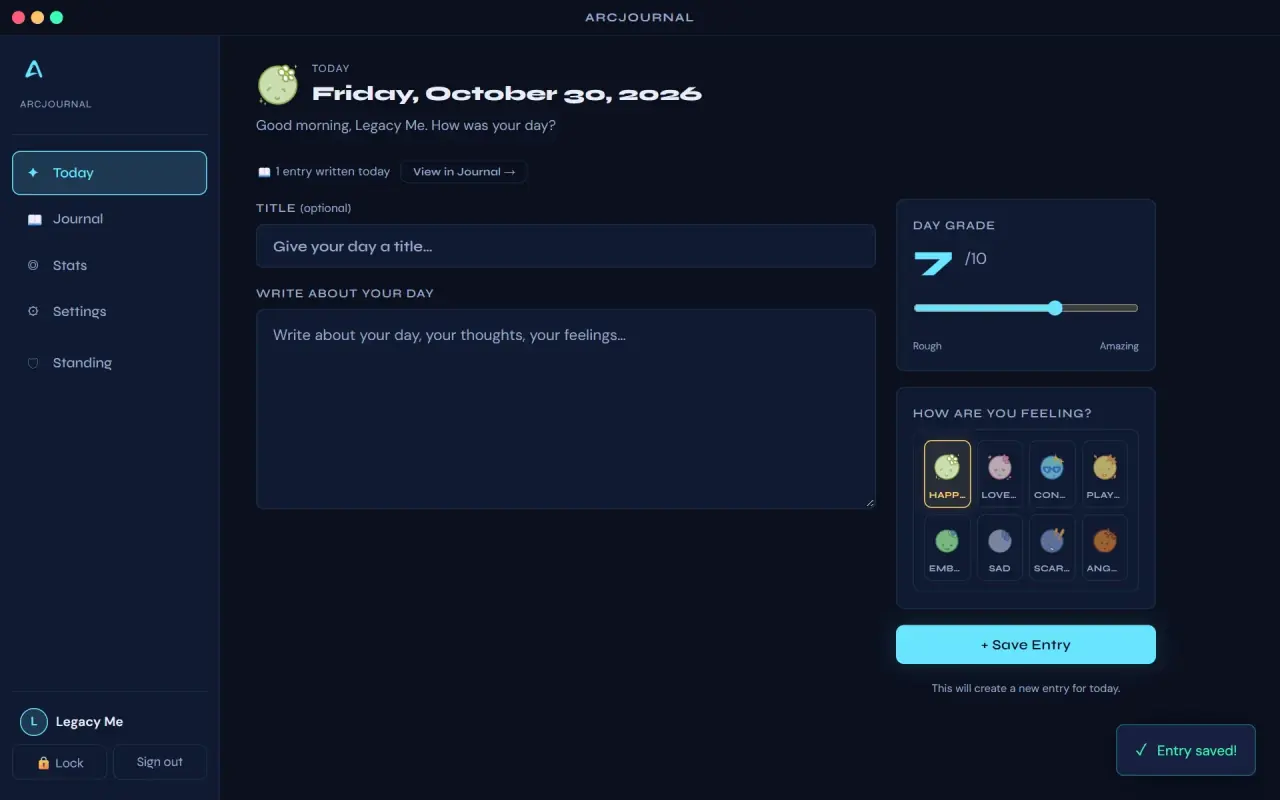 ARCJOURNAL
ARCJOURNAL
Today
Journal
Stats
Settings
Standing
L Legacy Me
Lock
Sign out
TODAY
Friday, October 30, 2026
Good morning, Legacy Me. How was your day?
1 entry written today
View in Journal →
TITLE (optional)
Give your day a title...
WRITE ABOUT YOUR DAY
Write about your day, your thoughts, your feelings...
DAY GRADE
7 /10
Rough Amazing
HOW ARE YOU FEELING?
HAPP... LOVE... CON... PLAY...
EMB... SAD SCAR... ANG...
+ Save Entry
This will create a new entry for today.
✓ Entry saved!